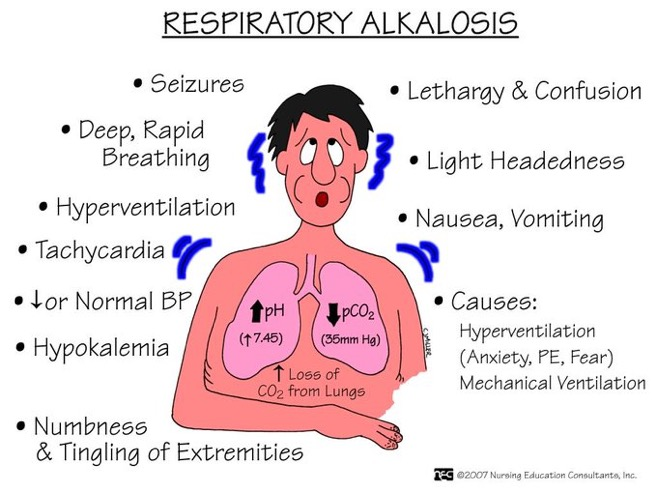 RESPIRATORY ALKALOSIS
• Seizures
• Deep, Rapid
Breathing
• Hyperventilation
• Tachycardia
• ↓or Normal BP
• Hypokalemia
• Numbness
& Tingling of Extremities
• Lethargy & Confusion
• Light Headedness
• Nausea, Vomiting
• Causes:
Hyperventilation
(Anxiety, PE, Fear)
Mechanical Ventilation
↑pH
(↑7.45)
↓pCO₂
(35mm Hg)
↑ Loss of
CO₂ from Lungs
©2007 Nursing Education Consultants, Inc.